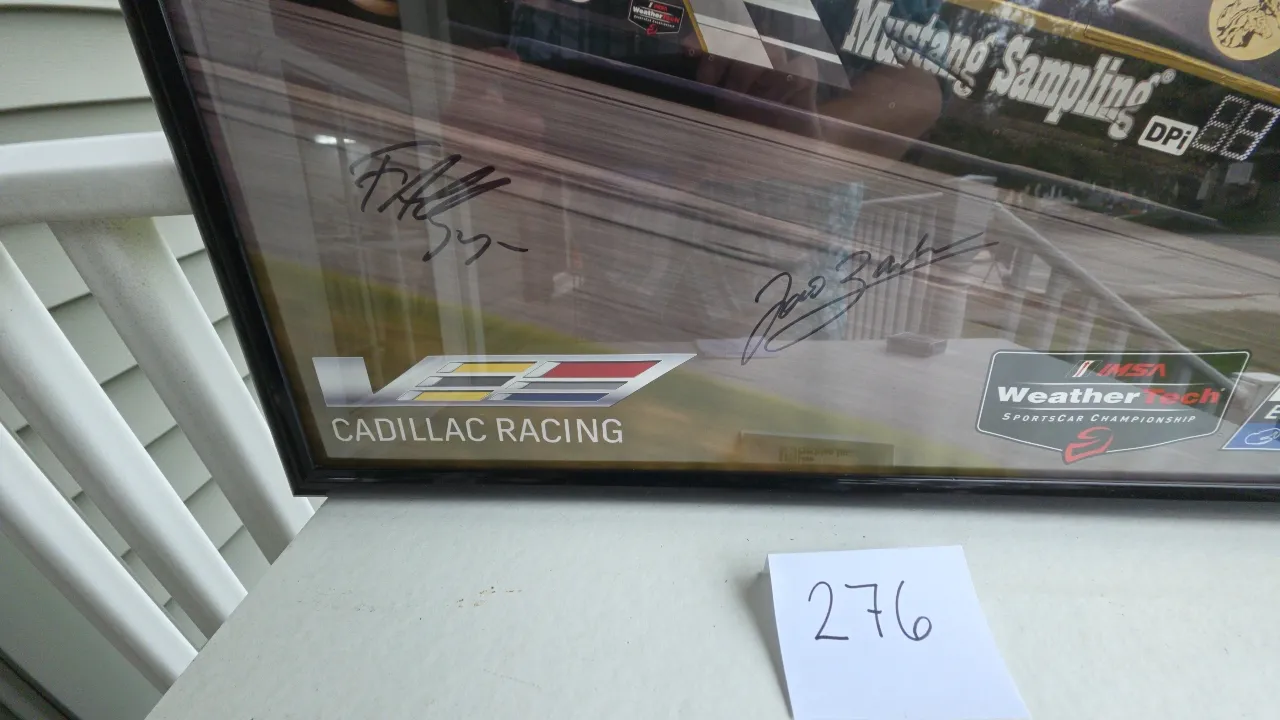 IMSA
WeatherTech
Mustang Sampling®
DPi
CADILLAC RACING
IMSA
WeatherTech®
SPORTSCAR CHAMPIONSHIP
276